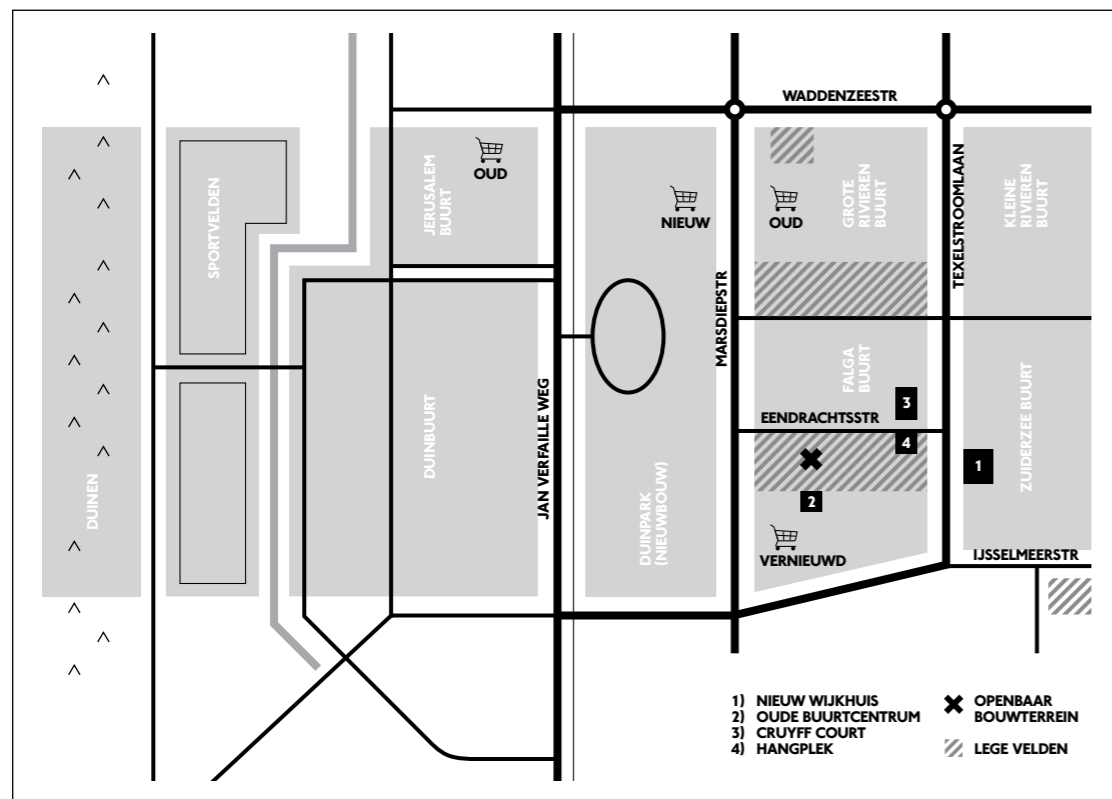 WADDENZEESTR
JERUSALEM
BUURT
OUD
SPORTVELDEN
NIEUW
OUD
GROTE
RIVIEREN
BUURT
TEXELSTROOMLAAN
KLEINE
RIVIEREN
BUURT
MARSDIEPSTR
FALGA
BUURT
3
EENDRACHTSSTR
4
DUINEN
DUINBUURT
JAN VERFAILLE WEG
DUINPARK
(NIEUWBOUW)
2
1
ZUIDERZEE BUURT
VERNIEUWD
IJSSELMEERSTR
1) NIEUW WIJKHUIS
2) OUDE BUURTCENTRUM
3) CRUYFF COURT
4) HANGPLEK
OPENBAAR
BOUWTERREIN
LEGE VELDEN